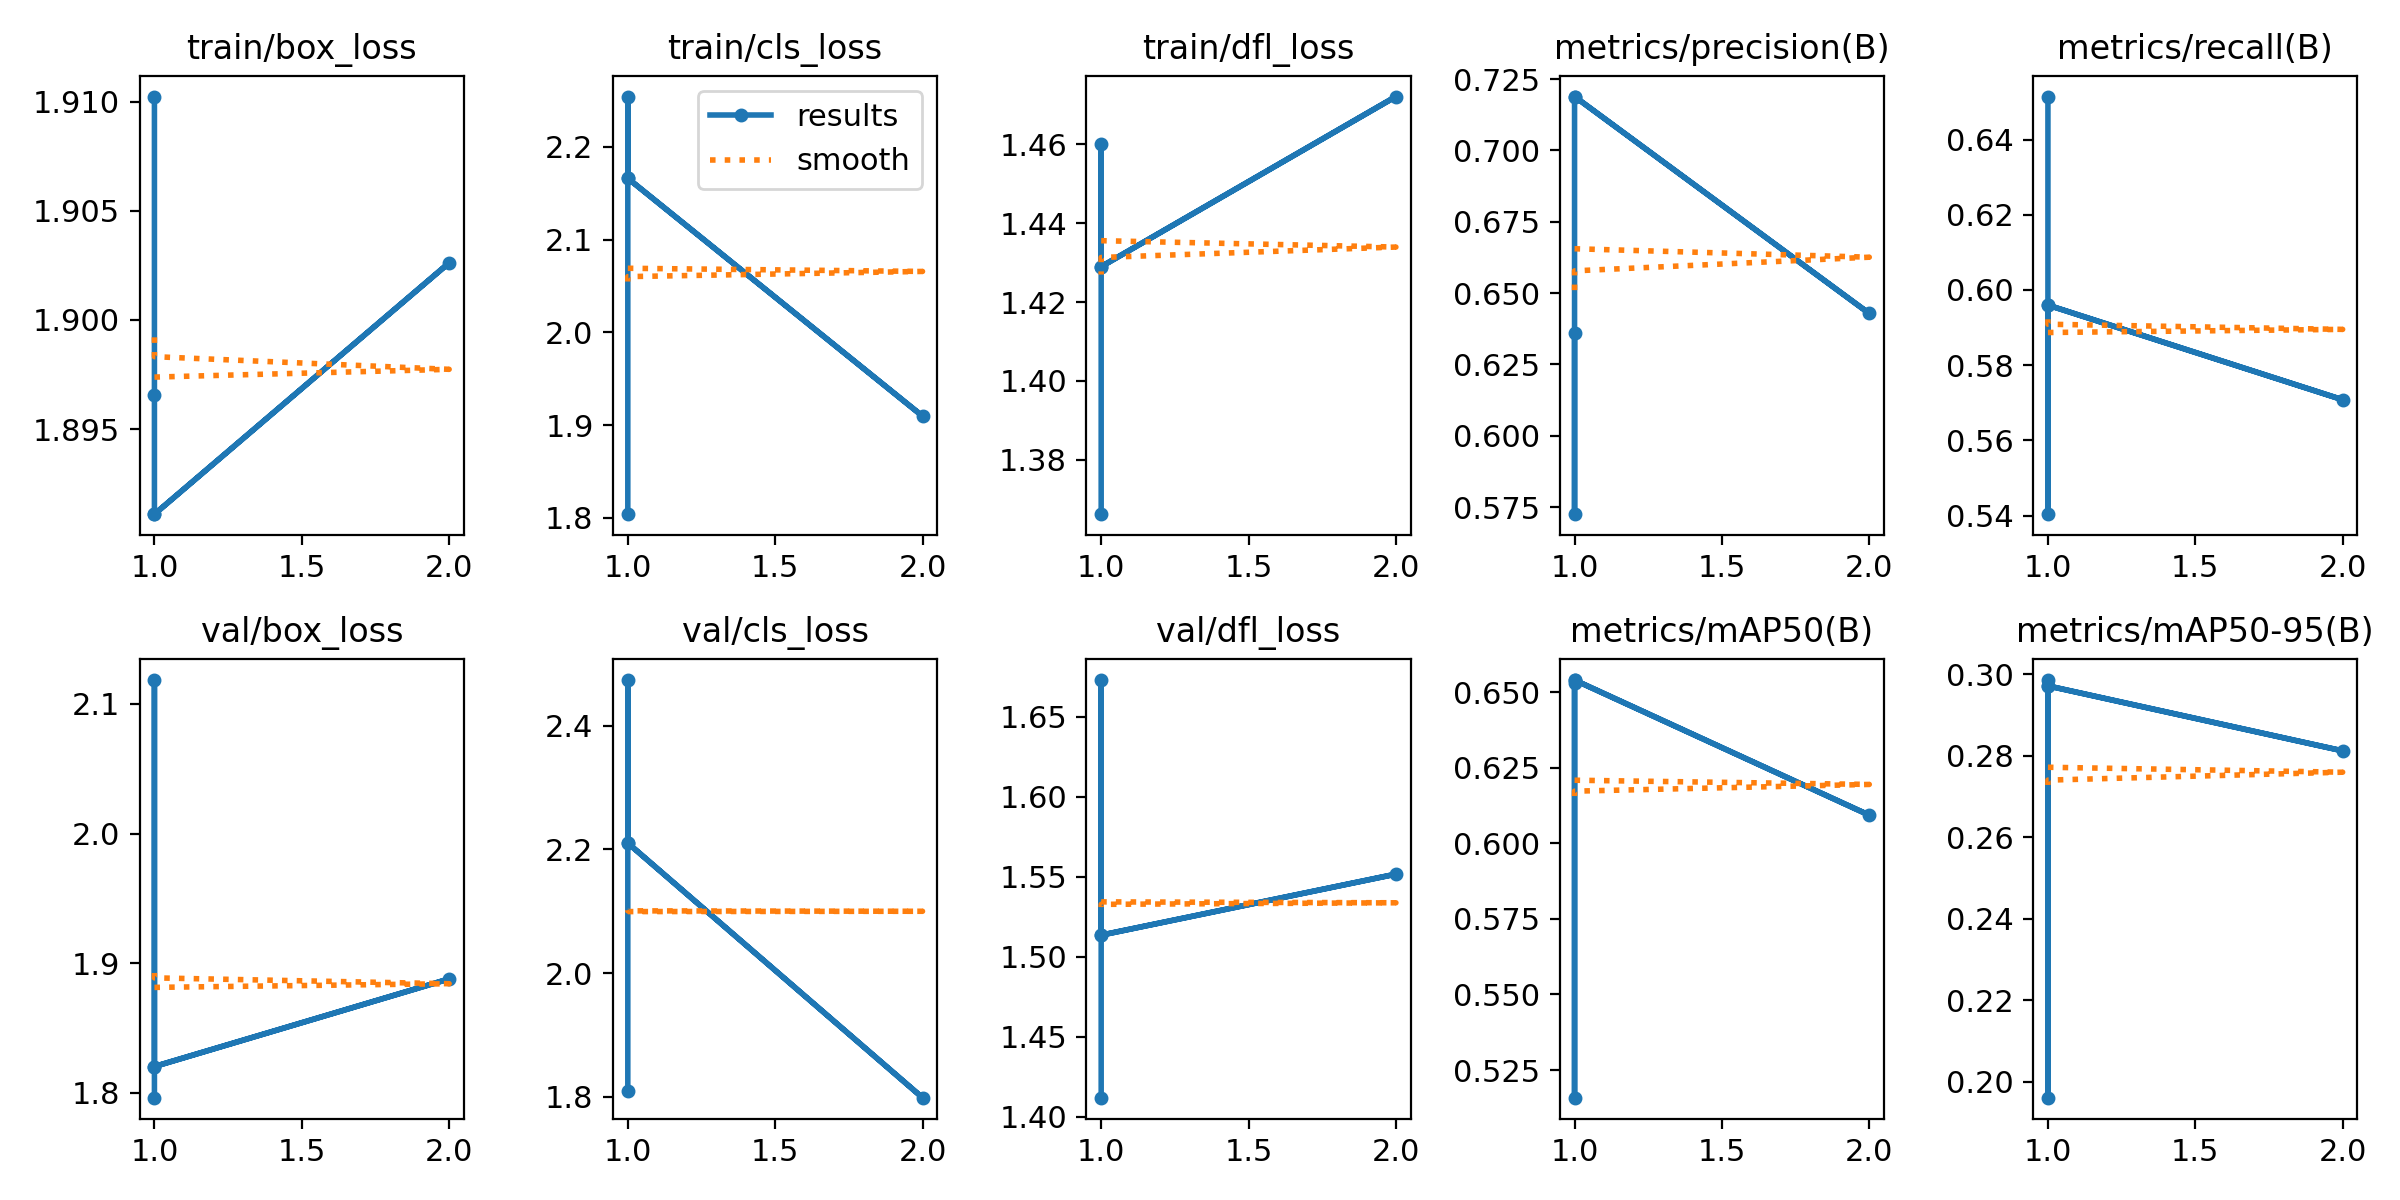 train/box_loss
train/cls_loss
train/dfl_loss
metrics/precision(B)
metrics/recall(B)
1.910
1.905
1.900
1.895
1.0 1.5 2.0
2.2
2.1
2.0
1.9
1.8
results
smooth
1.0 1.5 2.0
1.46
1.44
1.42
1.40
1.38
1.0 1.5 2.0
0.725
0.700
0.675
0.650
0.625
0.600
0.575
1.0 1.5 2.0
0.64
0.62
0.60
0.58
0.56
0.54
1.0 1.5 2.0
val/box_loss
val/cls_loss
val/dfl_loss
metrics/mAP50(B)
metrics/mAP50-95(B)
2.1
2.0
1.9
1.8
1.0 1.5 2.0
2.4
2.2
2.0
1.8
1.0 1.5 2.0
1.65
1.60
1.55
1.50
1.45
1.40
1.0 1.5 2.0
0.650
0.625
0.600
0.575
0.550
0.525
1.0 1.5 2.0
0.30
0.28
0.26
0.24
0.22
0.20
1.0 1.5 2.0